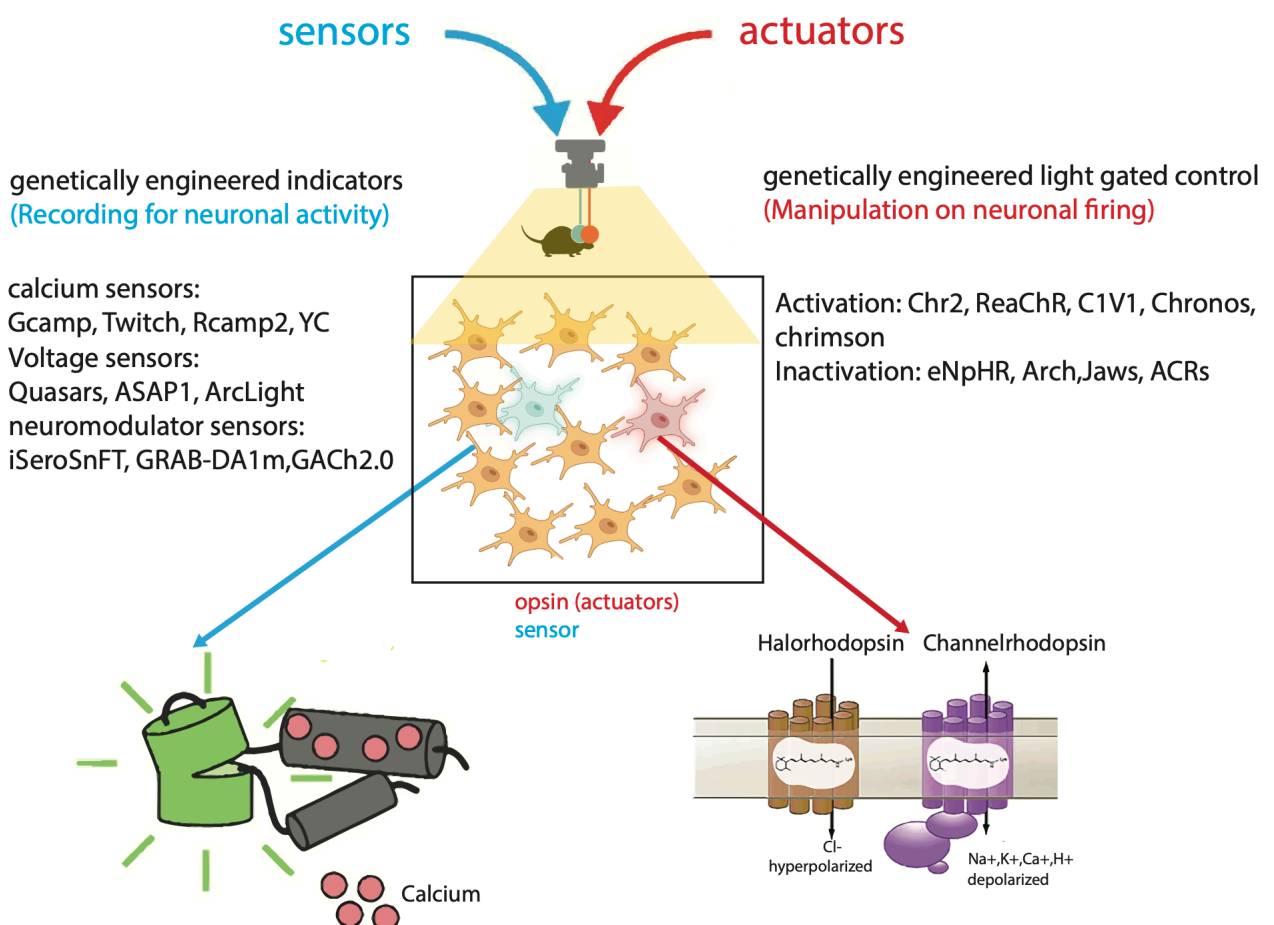 sensors
actuators
genetically engineered indicators
(Recording for neuronal activity)
genetically engineered light gated control
(Manipulation on neuronal firing)
calcium sensors:
Gcamp, Twitch, Rcamp2, YC
Voltage sensors:
Quasars, ASAP1, ArcLight
neuromodulator sensors:
iSeroSnFT, GRAB-DA1m,GACh2.0
Activation: Chr2, ReaChR, C1V1, Chronos,
chrimson
Inactivation: eNpHR, Arch,Jaws, ACRs
opsin (actuators)
sensor
Halorhodopsin
Channelrhodopsin
Cl-
hyperpolarized
Na+,K+,Ca+,H+
depolarized
Calcium